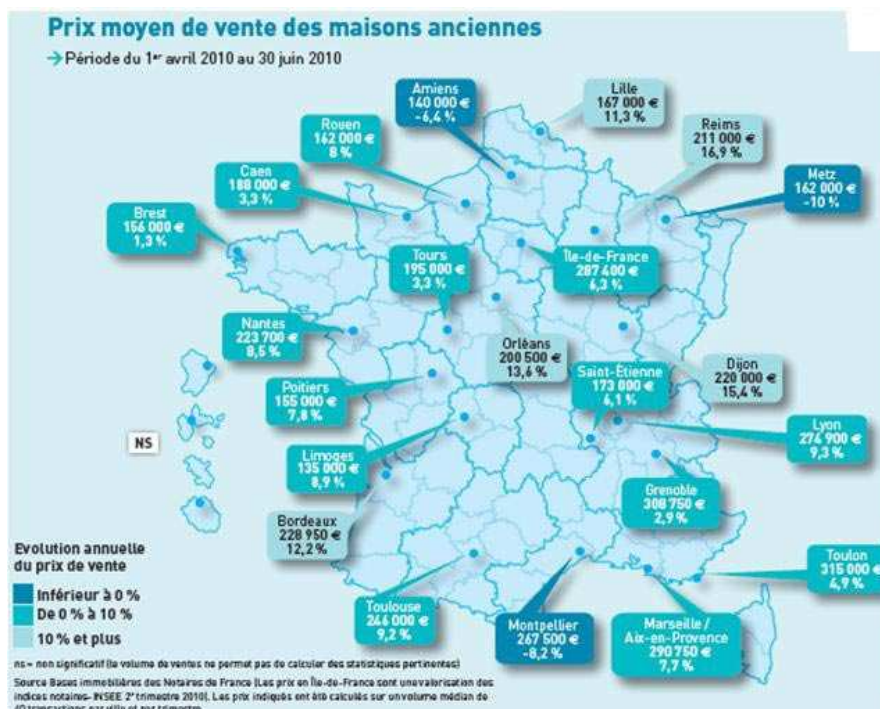 Prix moyen de vente des maisons anciennes
→ Période du 1er avril 2010 au 30 juin 2010
Amiens
140 000 €
-6,4 %
Lille
167 000 €
11,3 %
Rouen
162 000 €
8 %
Reims
211 000 €
16,9 %
Caen
188 000 €
3,3 %
Metz
162 000 €
-10 %
Brest
156 000 €
1,3 %
Tours
195 000 €
3,3 %
Île-de-France
287 400 €
6,3 %
Nantes
223 700 €
8,5 %
Orléans
200 500 €
13,6 %
Saint-Étienne
173 000 €
4,1 %
Dijon
220 000 €
15,4 %
Poitiers
155 000 €
7,8 %
Lyon
274 900 €
9,3 %
NS
Limoges
135 000 €
8,9 %
Grenoble
308 750 €
2,9 %
Bordeaux
228 950 €
12,2 %
Toulon
315 000 €
4,9 %
Toulouse
246 000 €
9,2 %
Montpellier
267 500 €
-8,2 %
Marseille /
Aix-en-Provence
290 750 €
7,7 %
Evolution annuelle
du prix de vente
Inférieur à 0 %
De 0 % à 10 %
10 % et plus
ns = non significatif (le volume de ventes ne permet pas de calculer des statistiques pertinentes)
Source Bases immobilières des Notaires de France (Les prix en Île-de-France sont une valorisation des
indices notaires- INSEE 2e trimestre 2010). Les prix indiqués ont été calculés sur un volume médian de
transactions par ville et par trimestre